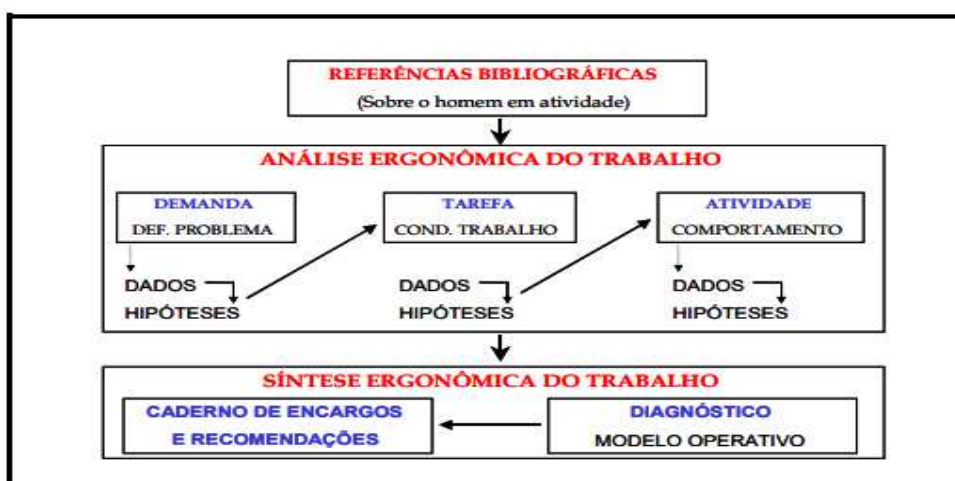 REFERÊNCIAS BIBLIOGRÁFICAS
(Sobre o homem em atividade)
ANÁLISE ERGONÔMICA DO TRABALHO
DEMANDA
DEF. PROBLEMA
DADOS
HIPÓTESES
TAREFA
COND. TRABALHO
DADOS
HIPÓTESES
ATIVIDADE
COMPORTAMENTO
DADOS
HIPÓTESES
SÍNTESE ERGONÔMICA DO TRABALHO
CADERNO DE ENCARGOS
E RECOMENDAÇÕES
DIAGNÓSTICO
MODELO OPERATIVO